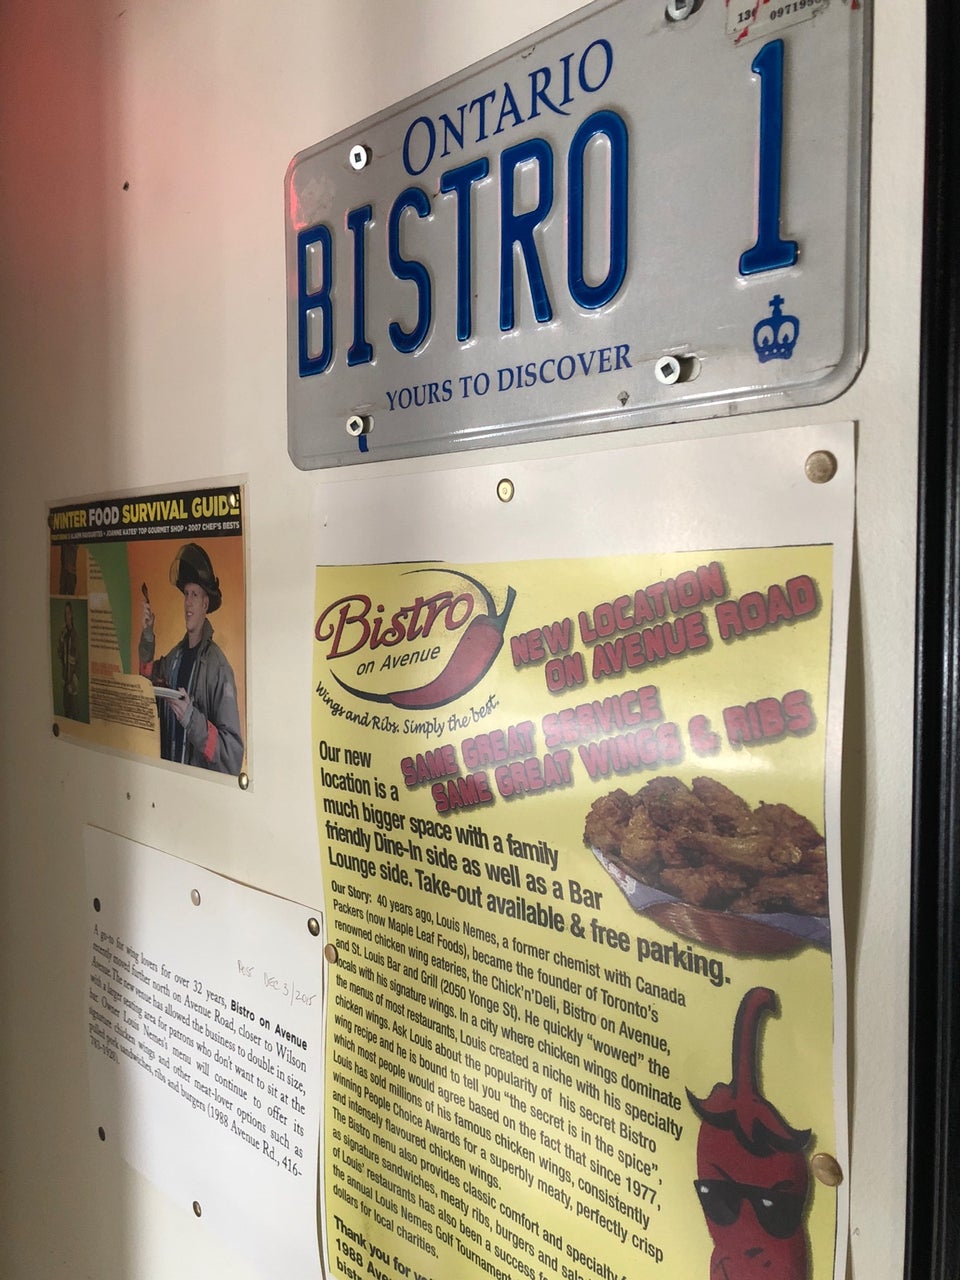 ONTARIO
BISTRO 1
YOURS TO DISCOVER
WINTER FOOD SURVIVAL GUIDE
JOANNE KATES' TOP GOURMET SHOP • 2007 CHEF'S BESTS
Bistro
on Avenue
Wings and Ribs. Simply the best.
NEW LOCATION
ON AVENUE ROAD
SAME GREAT SERVICE
SAME GREAT WINGS & RIBS
Our new
location is a
much bigger space with a family
friendly Dine-In side as well as a Bar
Lounge side. Take-out available & free parking.
Our Story: 40 years ago, Louis Nemes, a former chemist with Canada
Packers (now Maple Leaf Foods), became the founder of Toronto's
renowned chicken wing eateries, the Chick'n'Deli, Bistro on Avenue,
and St. Louis Bar and Grill (2050 Yonge St). He quickly "wowed" the
locals with his signature wings. In a city where chicken wings dominate
the menus of most restaurants, Louis created a niche with his specialty
chicken wings. Ask Louis about the popularity of his secret Bistro
wing recipe and he is bound to tell you "the secret is in the spice",
which most people would agree based on the fact that since 1977,
Louis has sold millions of his famous chicken wings, consistently
winning People Choice Awards for a superbly meaty, perfectly crisp
and intensely flavoured chicken wings.
The Bistro menu also provides classic comfort and specialty
as signature sandwiches, meaty ribs, burgers and
of Louis' restaurants has also been a success
the annual Louis Nemes Golf Tournament
dollars for local charities.
Thank you for
1988
DEC 3/2015
A go-to for wing lovers for over 32 years, Bistro on Avenue
recently moved further north on Avenue Road, closer to Wilson
Avenue. The new venue has allowed the business to double in size,
with a larger seating area for patrons who don't want to sit at the
bar. Owner Louis Nemes's menu will continue to offer its
signature chicken wings and other meat-lover options such as
pulled pork sandwiches, ribs and burgers (1988 Avenue Rd., 416-
785-1920).